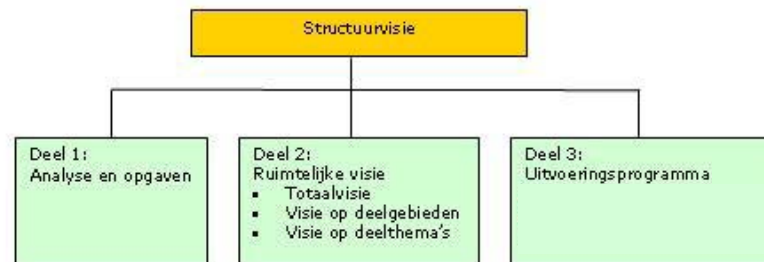 Structuurvisie
Deel 1:
Analyse en opgaven
Deel 2:
Ruimtelijke visie
▪ Totaalvisie
▪ Visie op deelgebieden
▪ Visie op deelthema's
Deel 3:
Uitvoeringsprogramma